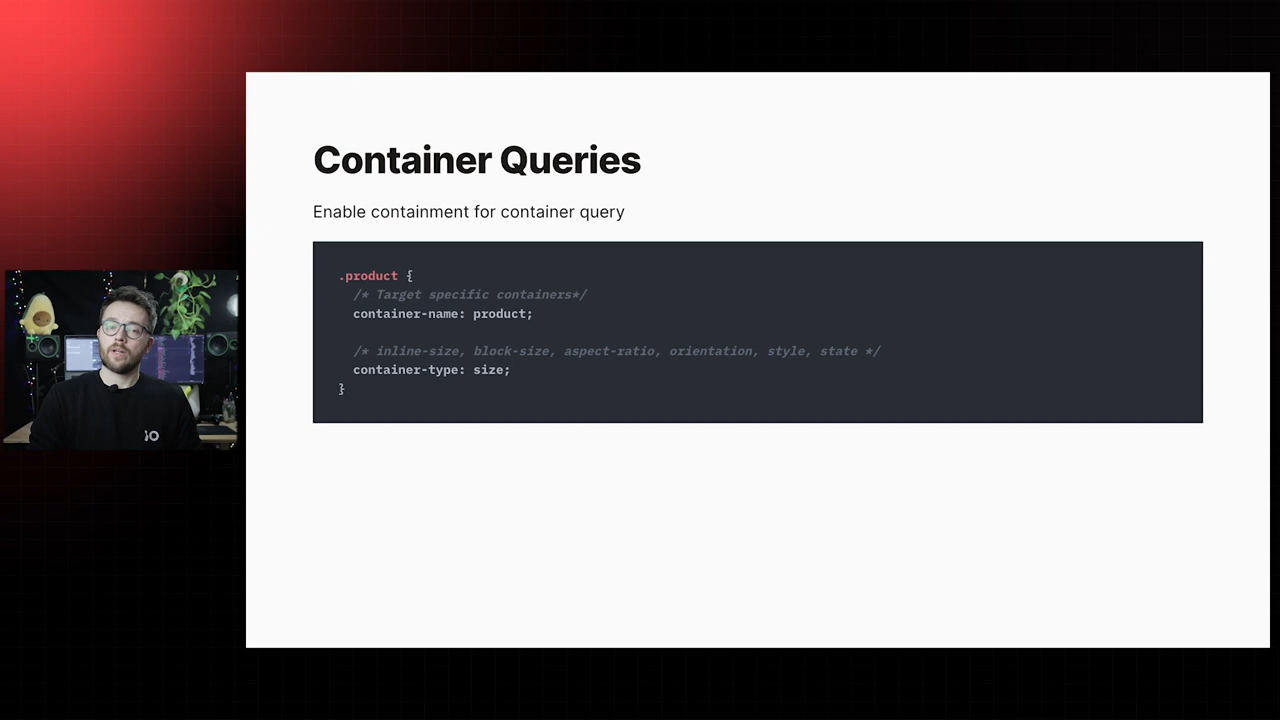 Container Queries
Enable containment for container query
.product {
/* Target specific containers*/
container-name: product;
/* inline-size, block-size, aspect-ratio, orientation, style, state */
container-type: size;
}